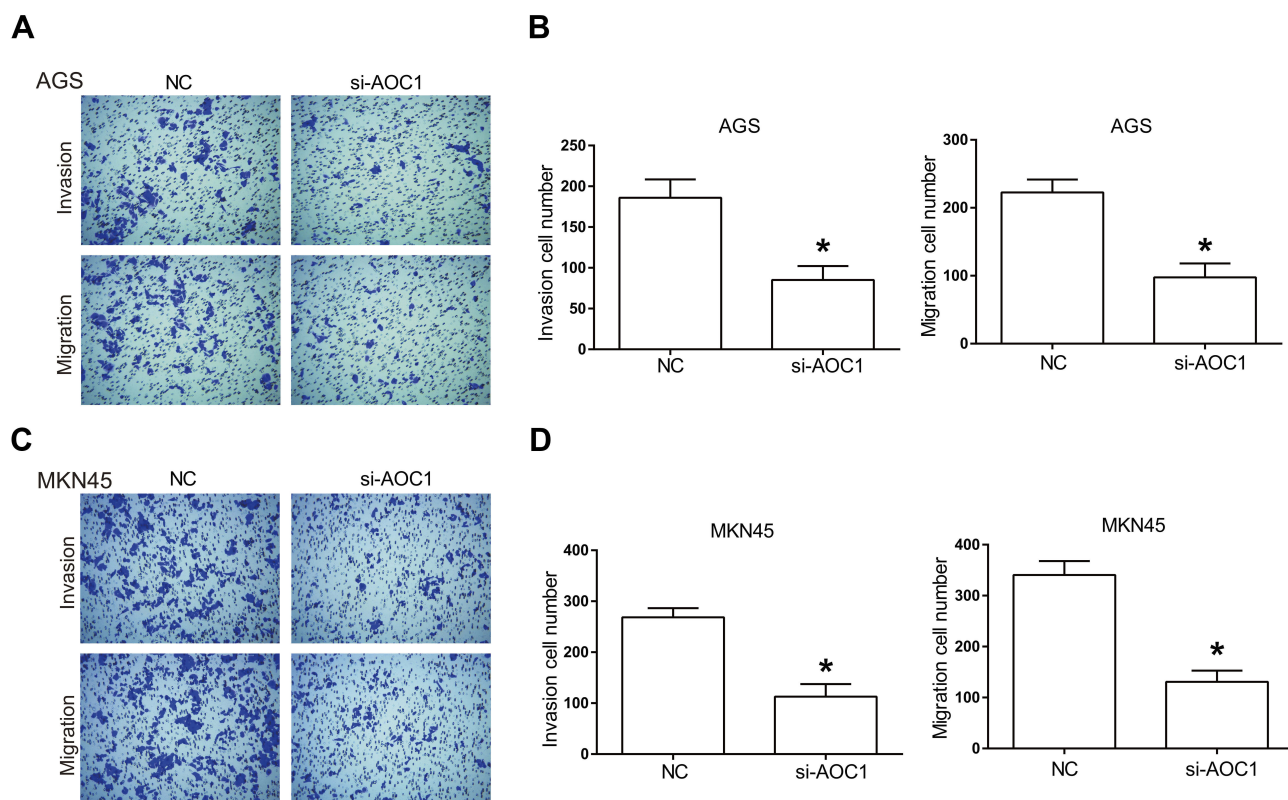 A
AGS
NC
si-AOC1
Invasion
Migration
B
AGS
Invasion cell number
250
200
150
100
50
0
*
NC
si-AOC1
AGS
Migration cell number
300
200
100
0
*
NC
si-AOC1
C
MKN45
NC
si-AOC1
Invasion
Migration
D
MKN45
Invasion cell number
400
300
200
100
0
*
NC
si-AOC1
MKN45
Migration cell number
400
300
200
100
0
*
NC
si-AOC1